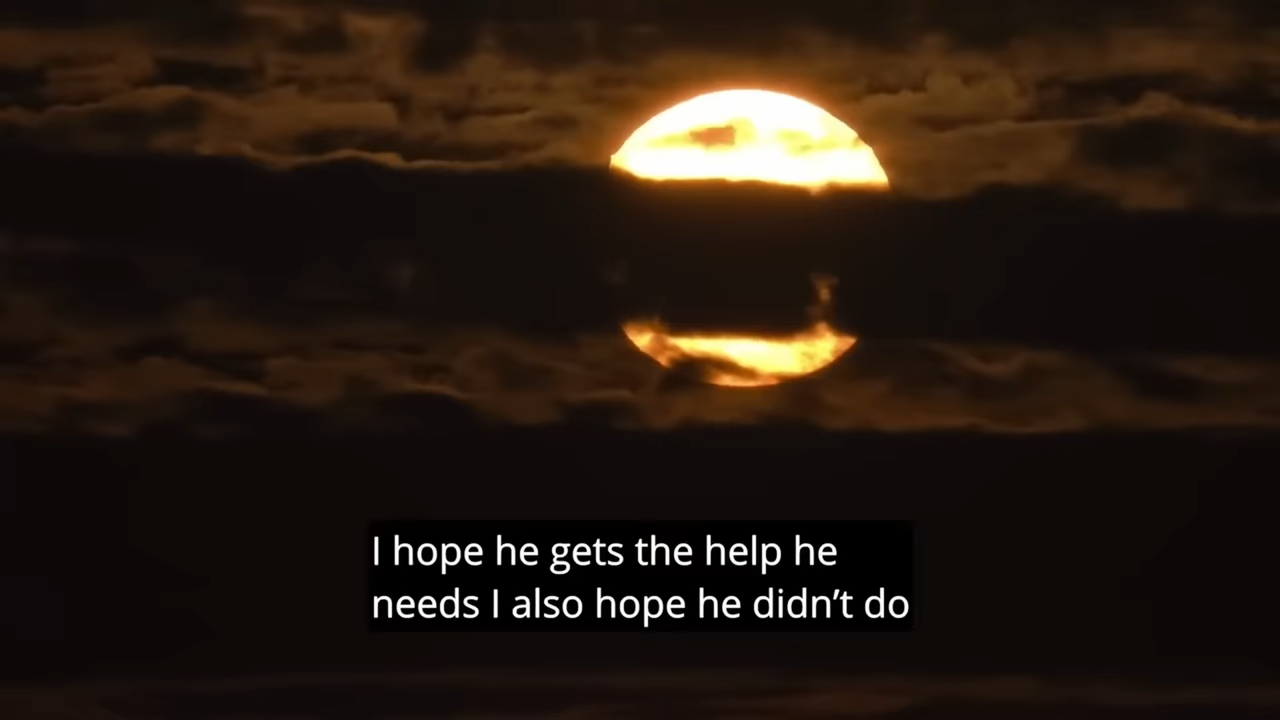 I hope he gets the help he
needs I also hope he didn’t do